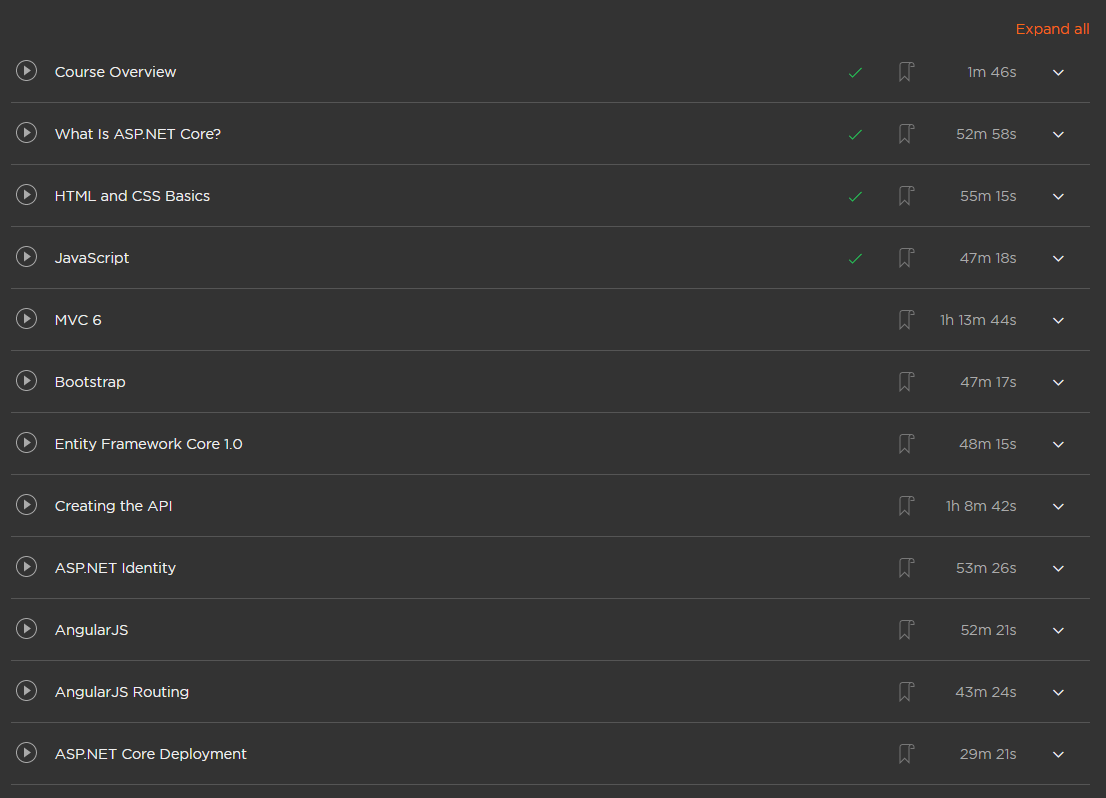 Expand all
Course Overview 1m 46s
What Is ASP.NET Core? 52m 58s
HTML and CSS Basics 55m 15s
JavaScript 47m 18s
MVC 6 1h 13m 44s
Bootstrap 47m 17s
Entity Framework Core 1.0 48m 15s
Creating the API 1h 8m 42s
ASP.NET Identity 53m 26s
AngularJS 52m 21s
AngularJS Routing 43m 24s
ASP.NET Core Deployment 29m 21s